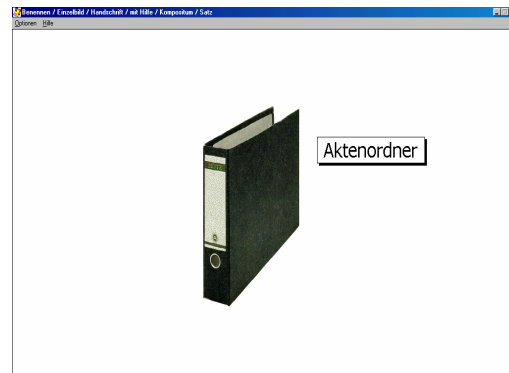 Benennen / Einzelbild / Handschrift / mit Hilfe / Kompositum / Satz
Optionen Hilfe
Aktenordner